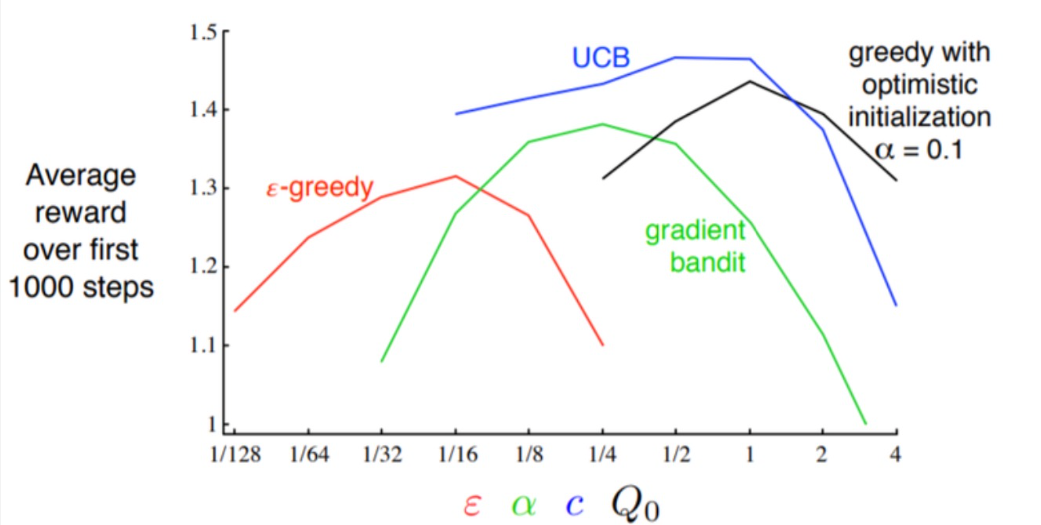 1.5
1.4
1.3
1.2
1.1
1
Average
reward
over first
1000 steps
ε-greedy
UCB
gradient
bandit
greedy with
optimistic
initialization
α = 0.1
1/128 1/64 1/32 1/16 1/8 1/4 1/2 1 2 4
ε α c Q₀